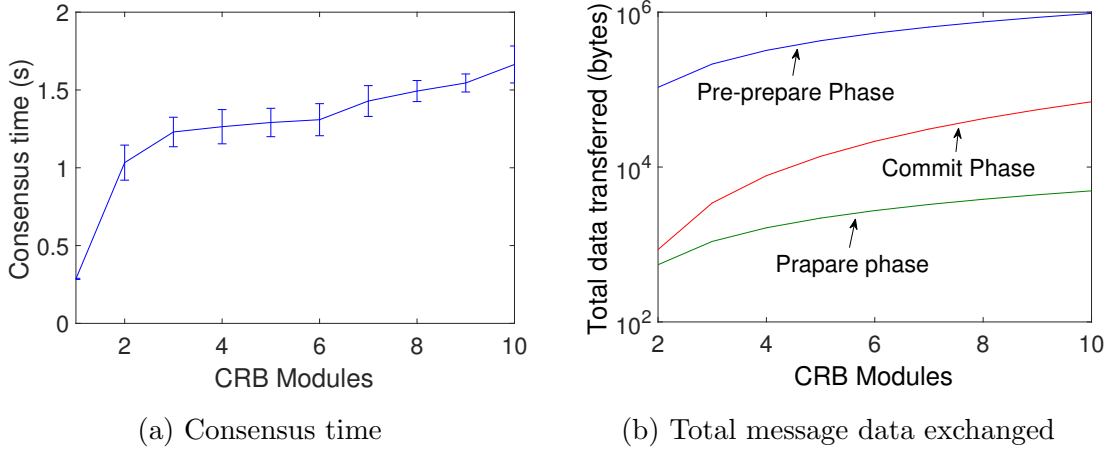 2
1.5
1
0.5
0
Consensus time (s)
2 4 6 8 10
CRB Modules
(a) Consensus time
10^6
10^4
10^2
Total data transferred (bytes)
Pre-prepare Phase
Commit Phase
Prapare phase
2 4 6 8 10
CRB Modules
(b) Total message data exchanged